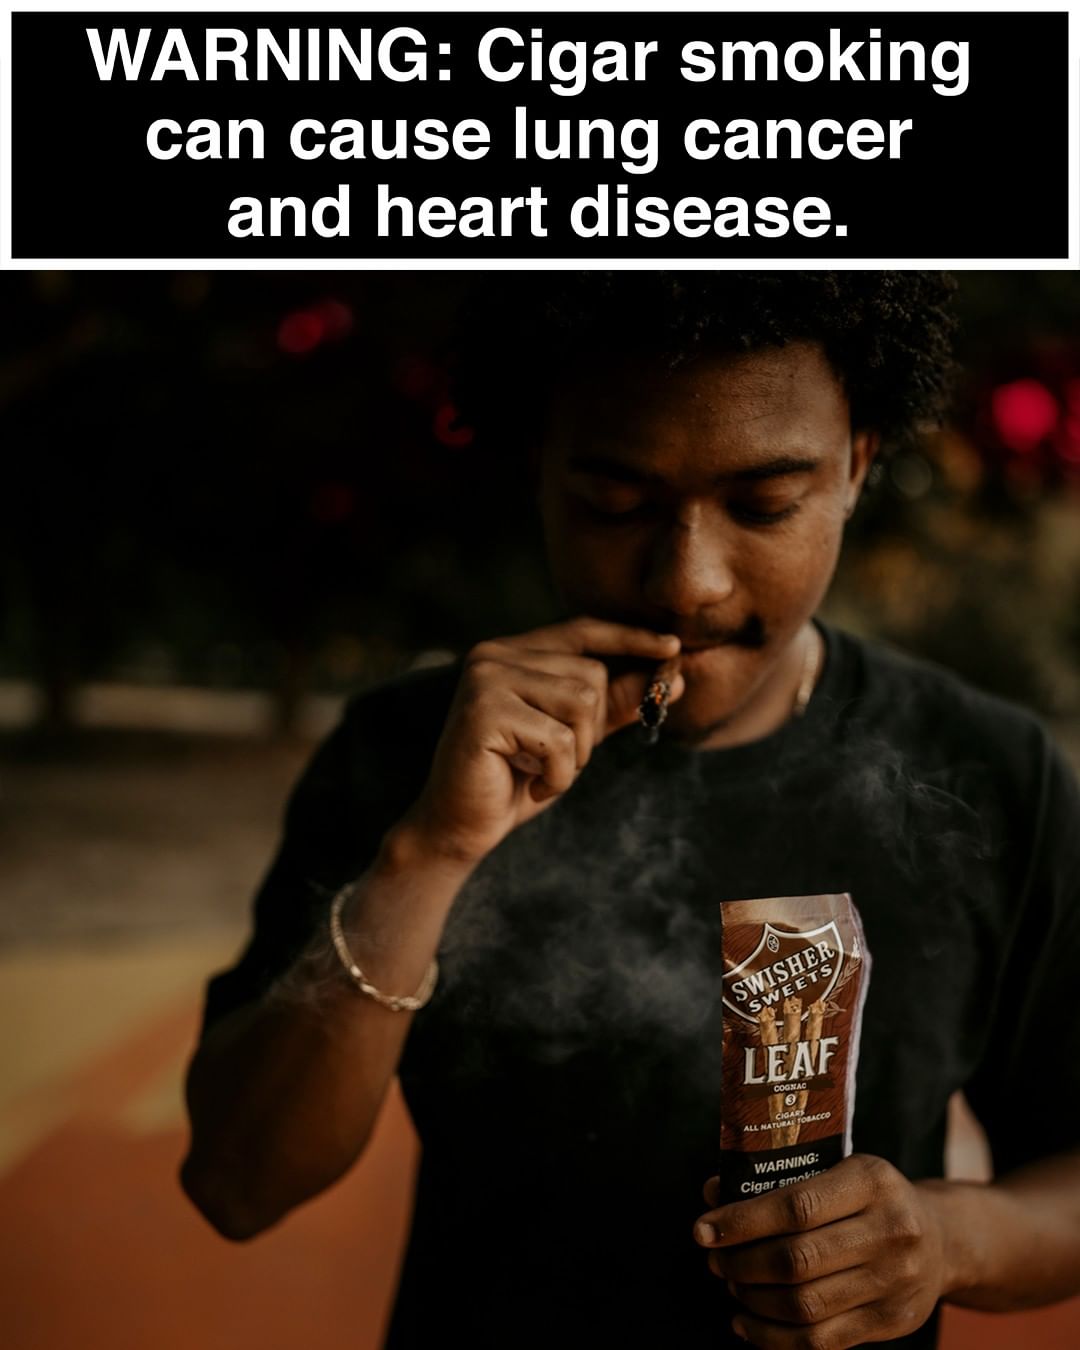 WARNING: Cigar smoking
can cause lung cancer
and heart disease.
SWISHER
SWEETS
LEAF
COGNAC
3
CIGARS
ALL NATURAL TOBACCO
WARNING:
Cigar smoking